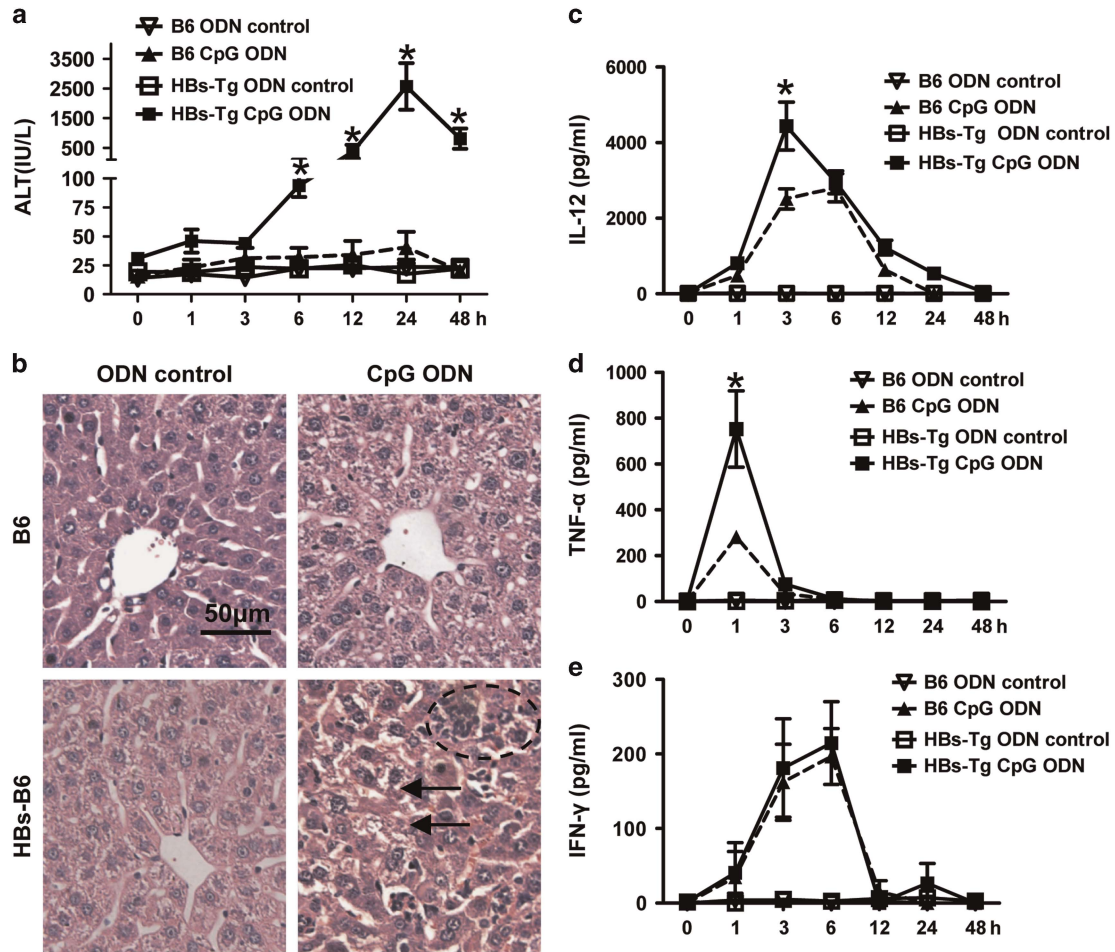 a
B6 ODN control
B6 CpG ODN
HBs-Tg ODN control
HBs-Tg CpG ODN
ALT(IU/L)
3500
2500
1500
500
100
75
50
25
0
* * * *
0 1 3 6 12 24 48 h
b
ODN control CpG ODN
B6
50μm
HBs-B6
c
B6 ODN control
B6 CpG ODN
HBs-Tg ODN control
HBs-Tg CpG ODN
IL-12 (pg/ml)
6000
4000
2000
0
*
0 1 3 6 12 24 48 h
d
B6 ODN control
B6 CpG ODN
HBs-Tg ODN control
HBs-Tg CpG ODN
TNF-α (pg/ml)
1000
800
600
400
200
0
*
0 1 3 6 12 24 48 h
e
B6 ODN control
B6 CpG ODN
HBs-Tg ODN control
HBs-Tg CpG ODN
IFN-γ (pg/ml)
300
200
100
0
0 1 3 6 12 24 48 h